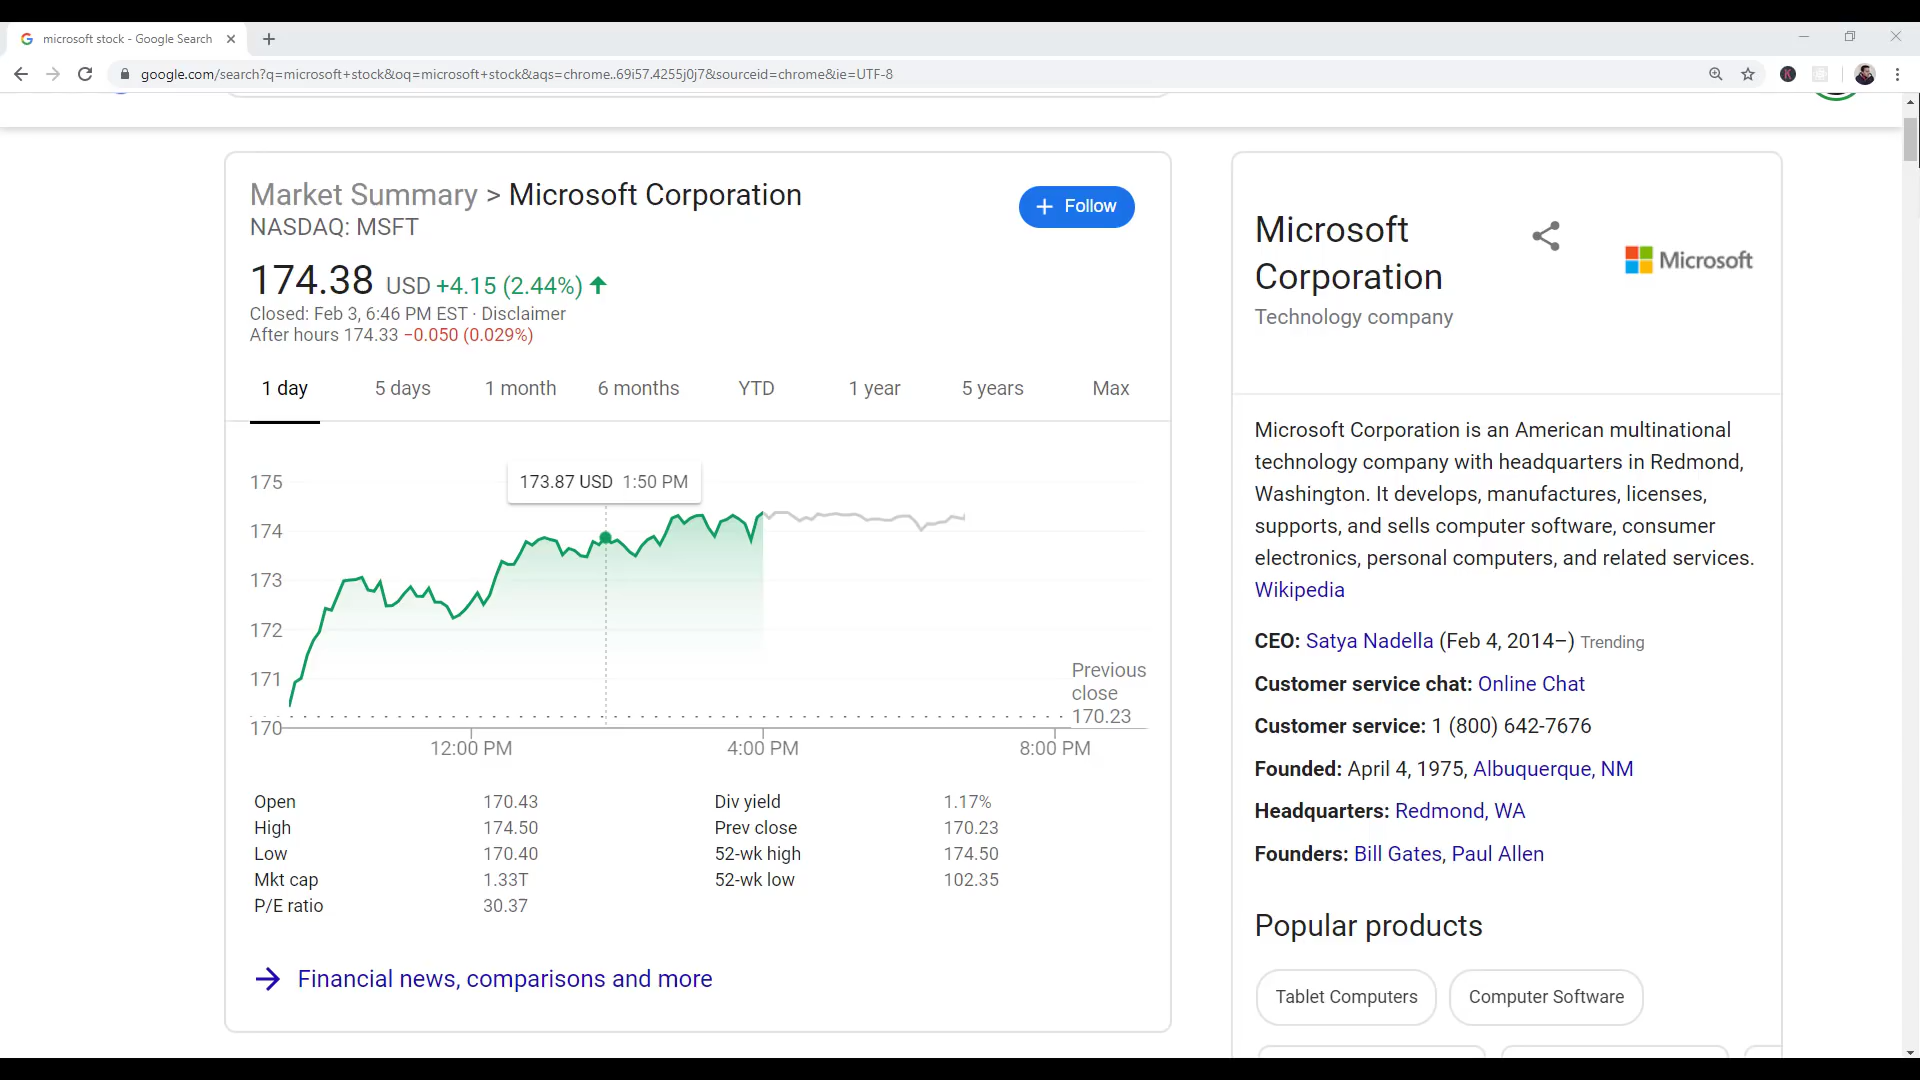 microsoft stock - Google Search
google.com/search?q=microsoft+stock&oq=microsoft+stock&aqs=chrome..69i57.4255j0j7&sourceid=chrome&ie=UTF-8
K
Market Summary > Microsoft Corporation
NASDAQ: MSFT
+ Follow
174.38 USD +4.15 (2.44%)
Closed: Feb 3, 6:46 PM EST · Disclaimer
After hours 174.33 −0.050 (0.029%)
1 day 5 days 1 month 6 months YTD 1 year 5 years Max
173.87 USD 1:50 PM
175
174
173
172
171
170
Previous
close
170.23
12:00 PM 4:00 PM 8:00 PM
Open 170.43 Div yield 1.17%
High 174.50 Prev close 170.23
Low 170.40 52-wk high 174.50
Mkt cap 1.33T 52-wk low 102.35
P/E ratio 30.37
Financial news, comparisons and more
Microsoft
Corporation
Technology company
Microsoft
Microsoft Corporation is an American multinational
technology company with headquarters in Redmond,
Washington. It develops, manufactures, licenses,
supports, and sells computer software, consumer
electronics, personal computers, and related services.
Wikipedia
CEO: Satya Nadella (Feb 4, 2014–) Trending
Customer service chat: Online Chat
Customer service: 1 (800) 642-7676
Founded: April 4, 1975, Albuquerque, NM
Headquarters: Redmond, WA
Founders: Bill Gates, Paul Allen
Popular products
Tablet Computers Computer Software